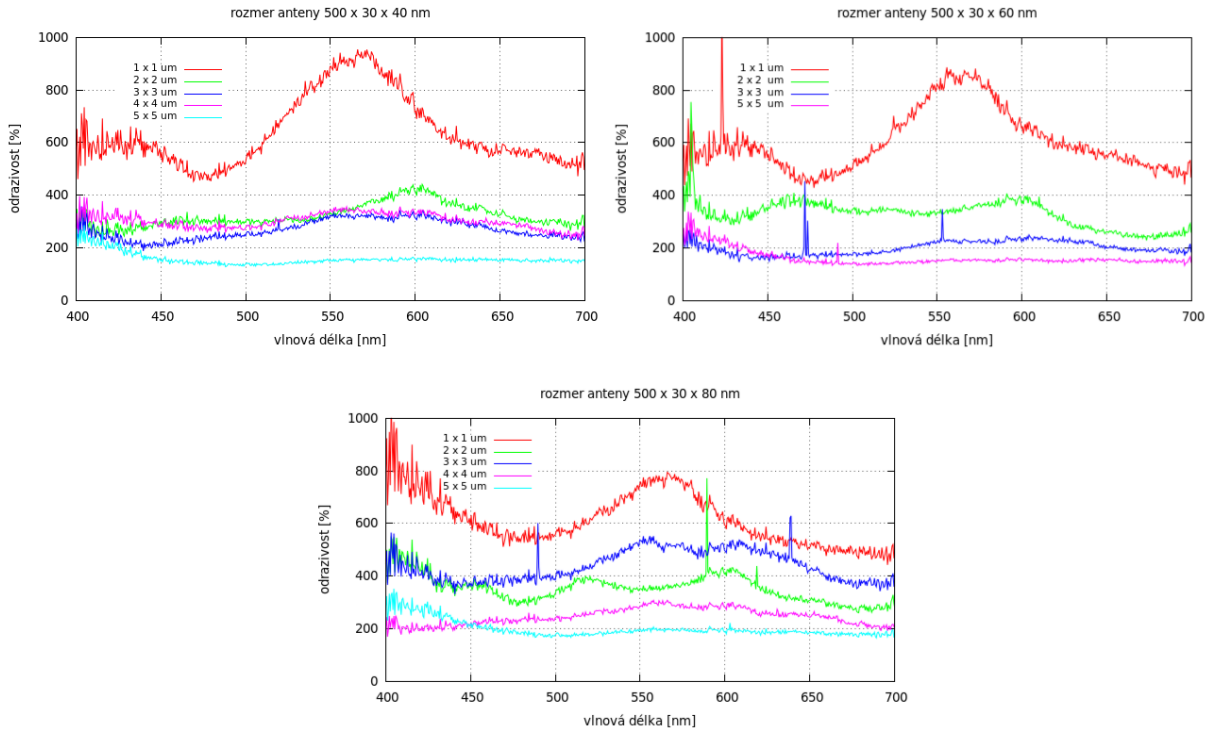 rozmer anteny 500 x 30 x 40 nm
odrazivost [%]
1000
800
600
400
200
0
1 x 1 um
2 x 2 um
3 x 3 um
4 x 4 um
5 x 5 um
400 450 500 550 600 650 700
vlnová délka [nm]
rozmer anteny 500 x 30 x 60 nm
odrazivost [%]
1000
800
600
400
200
0
1 x 1 um
2 x 2 um
3 x 3 um
5 x 5 um
400 450 500 550 600 650 700
vlnová délka [nm]
rozmer anteny 500 x 30 x 80 nm
odrazivost [%]
1000
800
600
400
200
0
1 x 1 um
2 x 2 um
3 x 3 um
4 x 4 um
5 x 5 um
400 450 500 550 600 650 700
vlnová délka [nm]